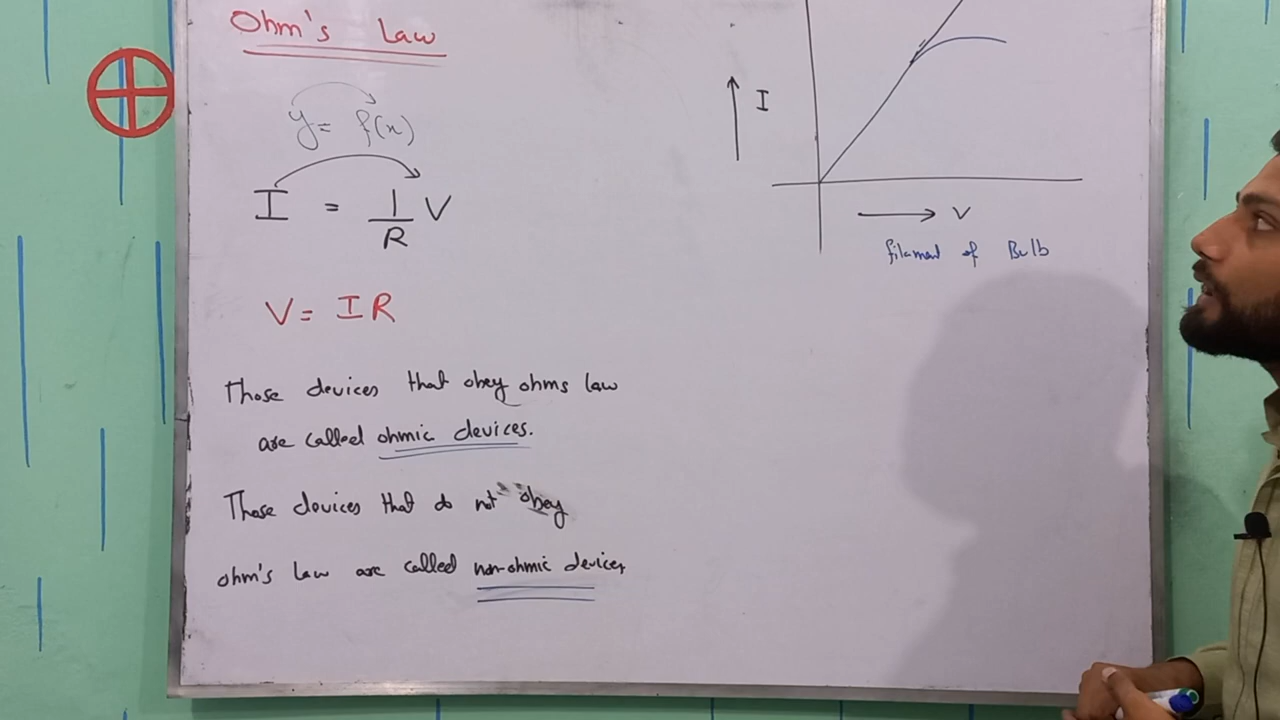 Ohm's Law
y = f(x)
I = 1/R V
V = IR
Those devices that obey ohms law
are called ohmic devices.
Those devices that do not obey
ohm's law are called non-ohmic devices
I
V
filament of Bulb